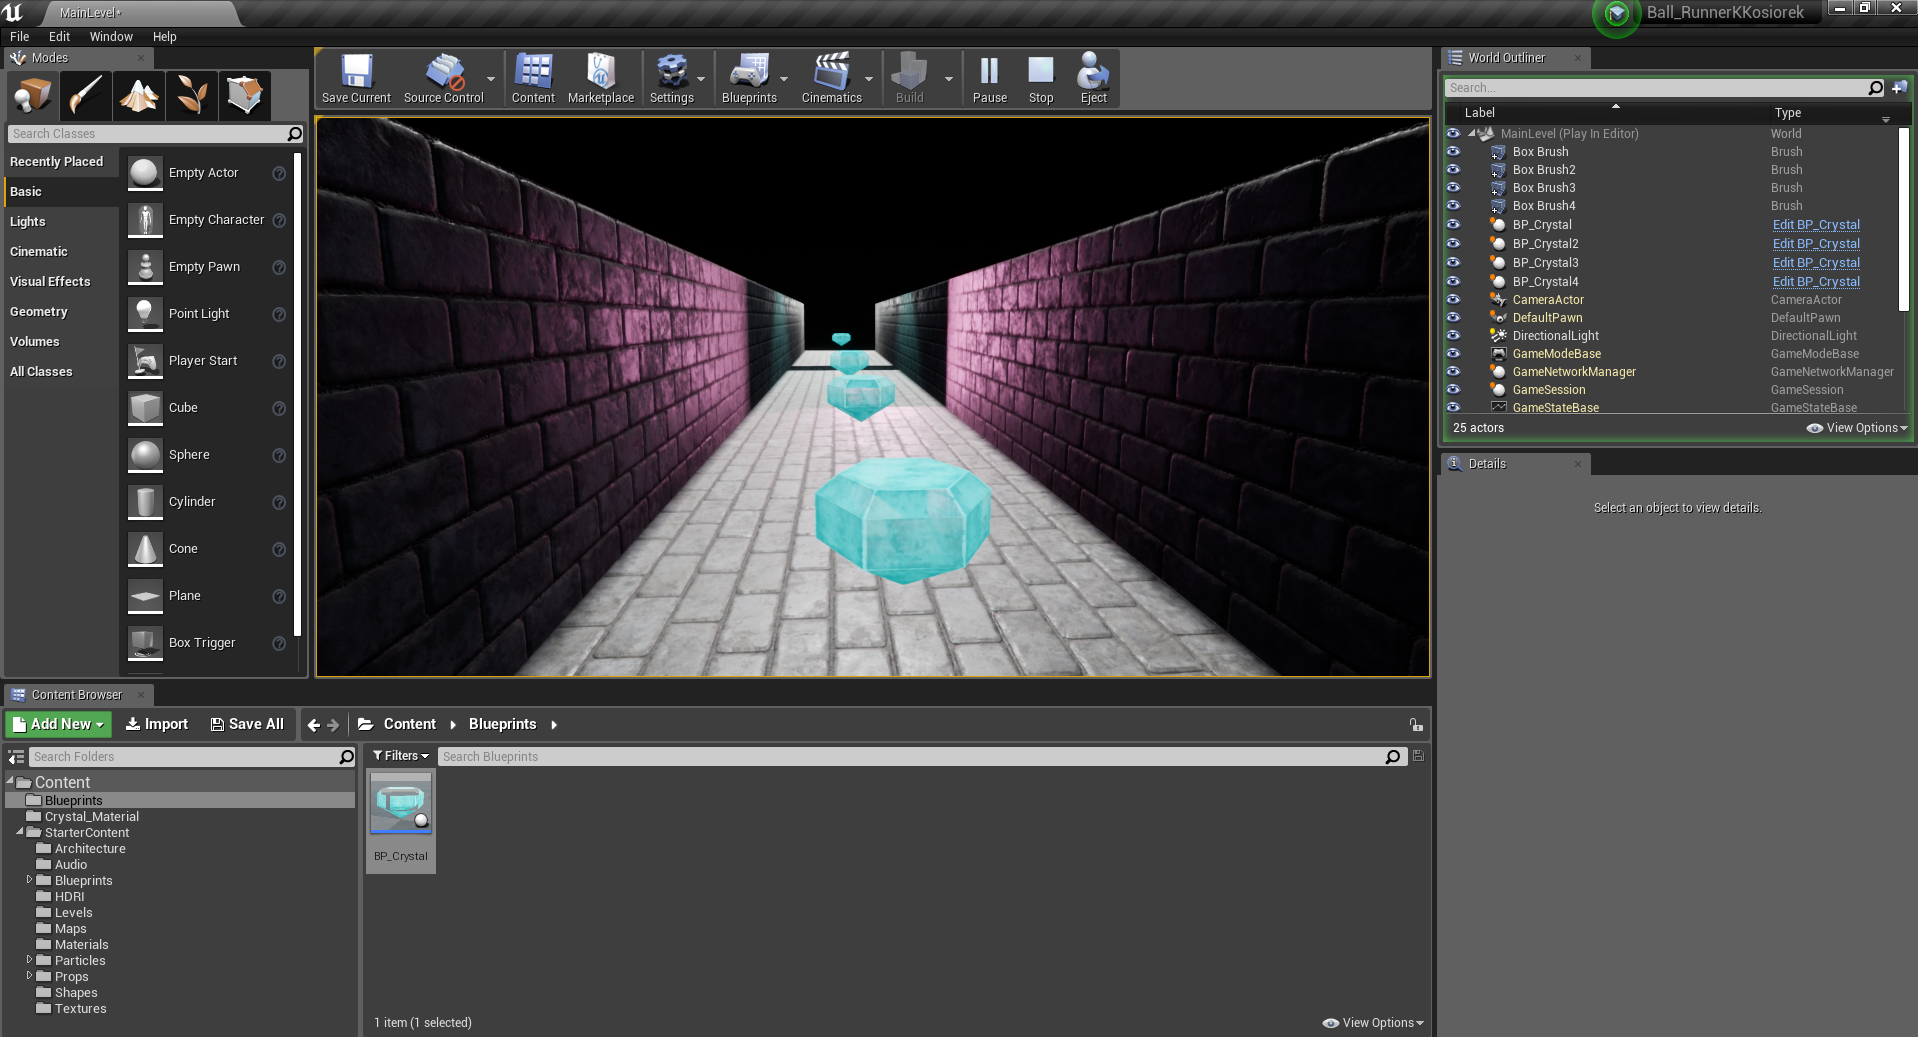 MainLevel*
Ball_RunnerKKosiorek
File Edit Window Help
Modes
Search Classes
Recently Placed
Basic
Lights
Cinematic
Visual Effects
Geometry
Volumes
All Classes
Empty Actor
Empty Character
Empty Pawn
Point Light
Player Start
Cube
Sphere
Cylinder
Cone
Plane
Box Trigger
Save Current Source Control Content Marketplace Settings Blueprints Cinematics Build Pause Stop Eject
World Outliner
Search...
Label Type
MainLevel (Play In Editor) World
Box Brush Brush
Box Brush2 Brush
Box Brush3 Brush
Box Brush4 Brush
BP_Crystal Edit BP_Crystal
BP_Crystal2 Edit BP_Crystal
BP_Crystal3 Edit BP_Crystal
BP_Crystal4 Edit BP_Crystal
CameraActor CameraActor
DefaultPawn DefaultPawn
DirectionalLight DirectionalLight
GameModeBase GameModeBase
GameNetworkManager GameNetworkManager
GameSession GameSession
GameStateBase GameStateBase
25 actors View Options
Details
Select an object to view details.
Content Browser
Add New Import Save All Content Blueprints
Search Folders
Content
Blueprints
Crystal_Material
StarterContent
Architecture
Audio
Blueprints
HDRI
Levels
Maps
Materials
Particles
Props
Shapes
Textures
Filters Search Blueprints
BP_Crystal
1 item (1 selected) View Options